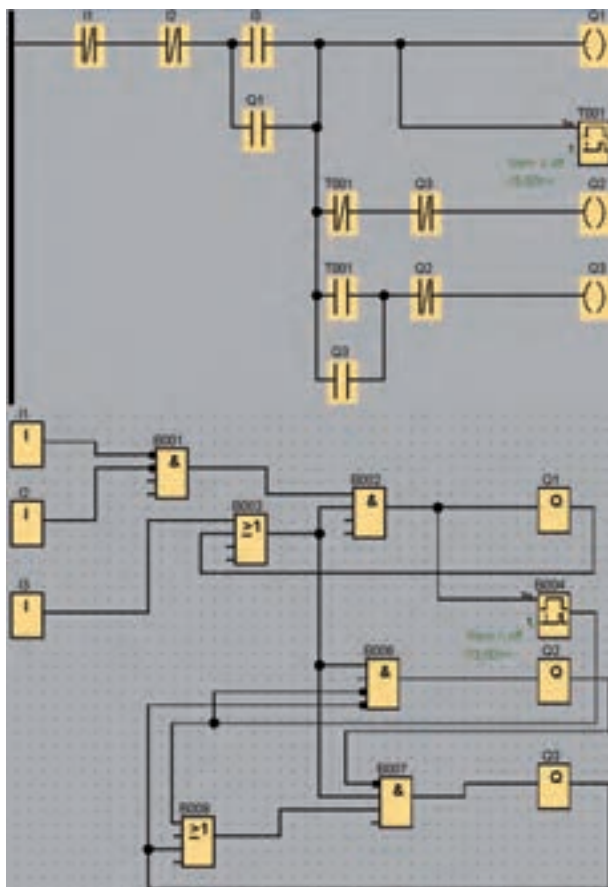 I1 I2 I3 Q1
Q1 T001
T001 Q3 Q2
T001 Q2 Q3
Q3
I1
I
B001
&
I2
I
B002
&
Q1
Q
B003
≥1
I3
I
B004
B006
&
Q2
Q
B007
&
Q3
Q
≥1